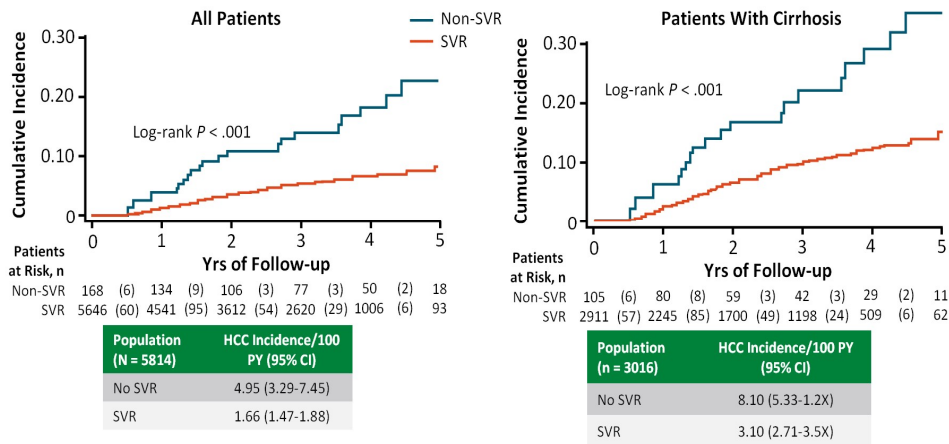 All Patients
Non-SVR
SVR
Cumulative Incidence
0.30
0.20
0.10
0
Log-rank P < .001
0 1 2 3 4 5
Patients at Risk, n
Yrs of Follow-up
Non-SVR 168 (6) 134 (9) 106 (3) 77 (3) 50 (2) 18
SVR 5646 (60) 4541 (95) 3612 (54) 2620 (29) 1006 (6) 93
Population (N = 5814) HCC Incidence/100 PY (95% CI)
No SVR 4.95 (3.29-7.45)
SVR 1.66 (1.47-1.88)
Patients With Cirrhosis
Cumulative Incidence
0.30
0.20
0.10
0
Log-rank P < .001
0 1 2 3 4 5
Patients at Risk, n
Yrs of Follow-up
Non-SVR 105 (6) 80 (8) 59 (3) 42 (3) 29 (2) 11
SVR 2911 (57) 2245 (85) 1700 (49) 1198 (24) 509 (6) 62
Population (n = 3016) HCC Incidence/100 PY (95% CI)
No SVR 8.10 (5.33-1.2X)
SVR 3.10 (2.71-3.5X)